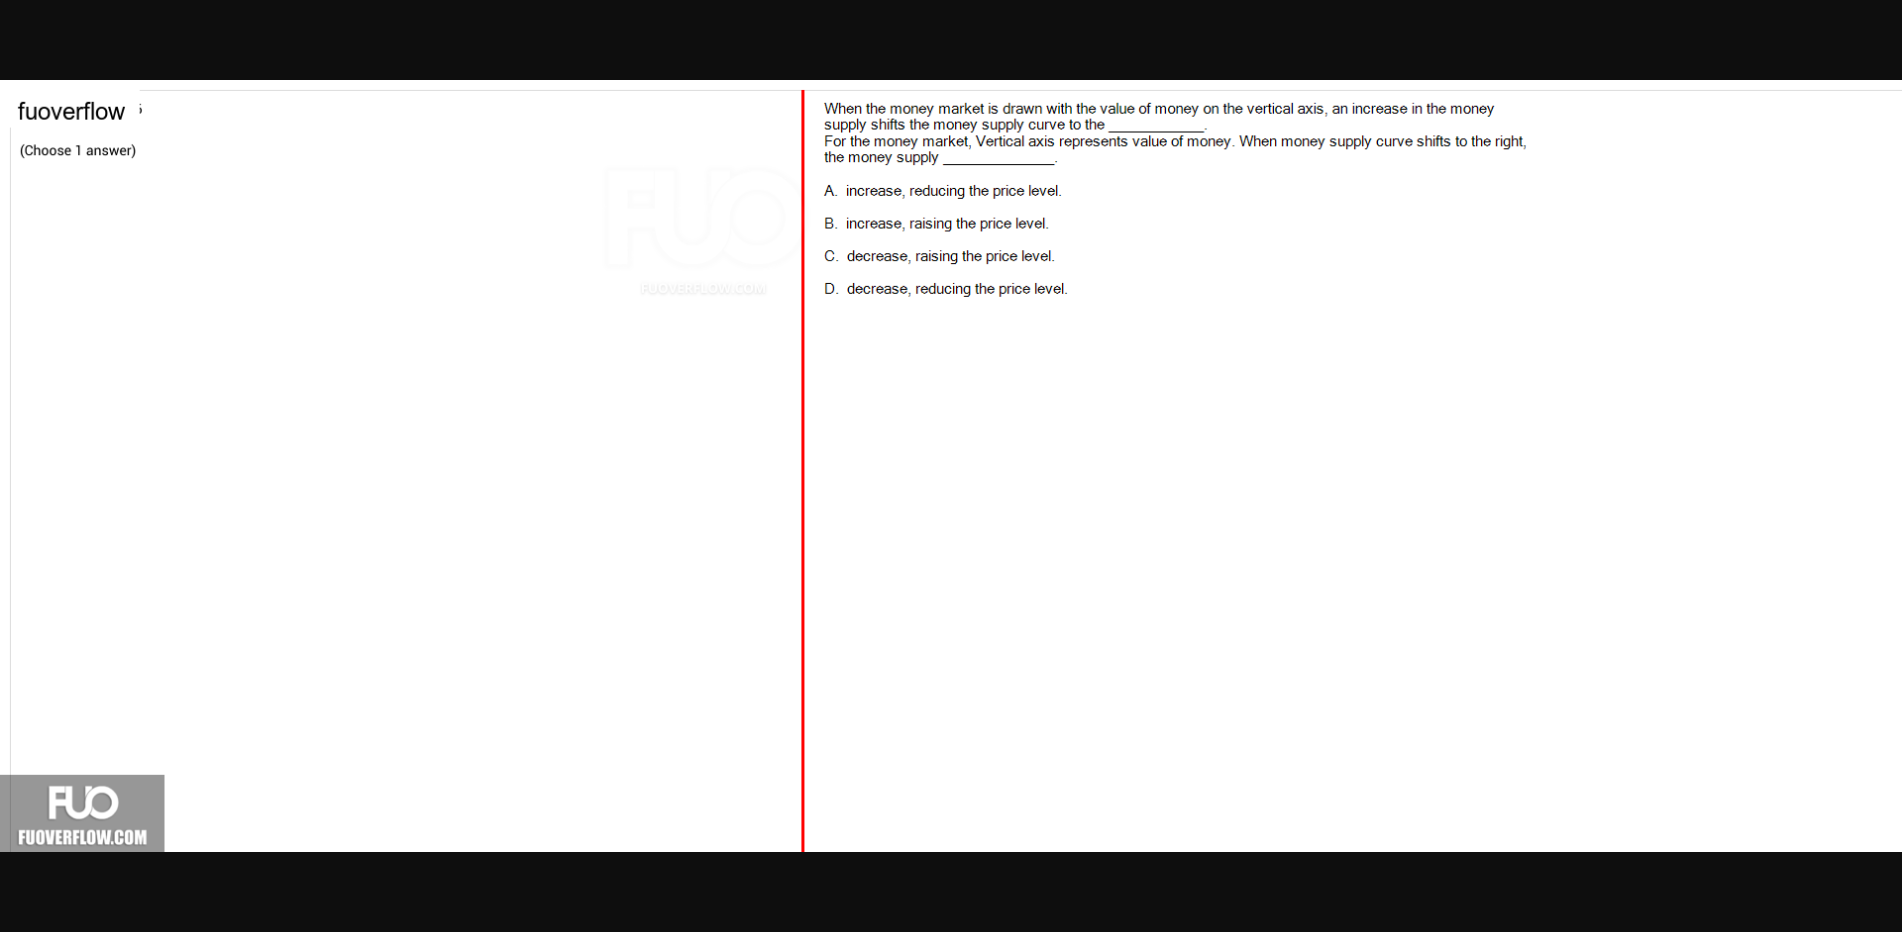 fuoverflow
(Choose 1 answer)
When the money market is drawn with the value of money on the vertical axis, an increase in the money
supply shifts the money supply curve to the ____________.
For the money market, Vertical axis represents value of money. When money supply curve shifts to the right,
the money supply ______________.
A. increase, reducing the price level.
B. increase, raising the price level.
C. decrease, raising the price level.
D. decrease, reducing the price level.
FUO
FUOVERFLOW.COM
FUO
FUOVERFLOW.COM